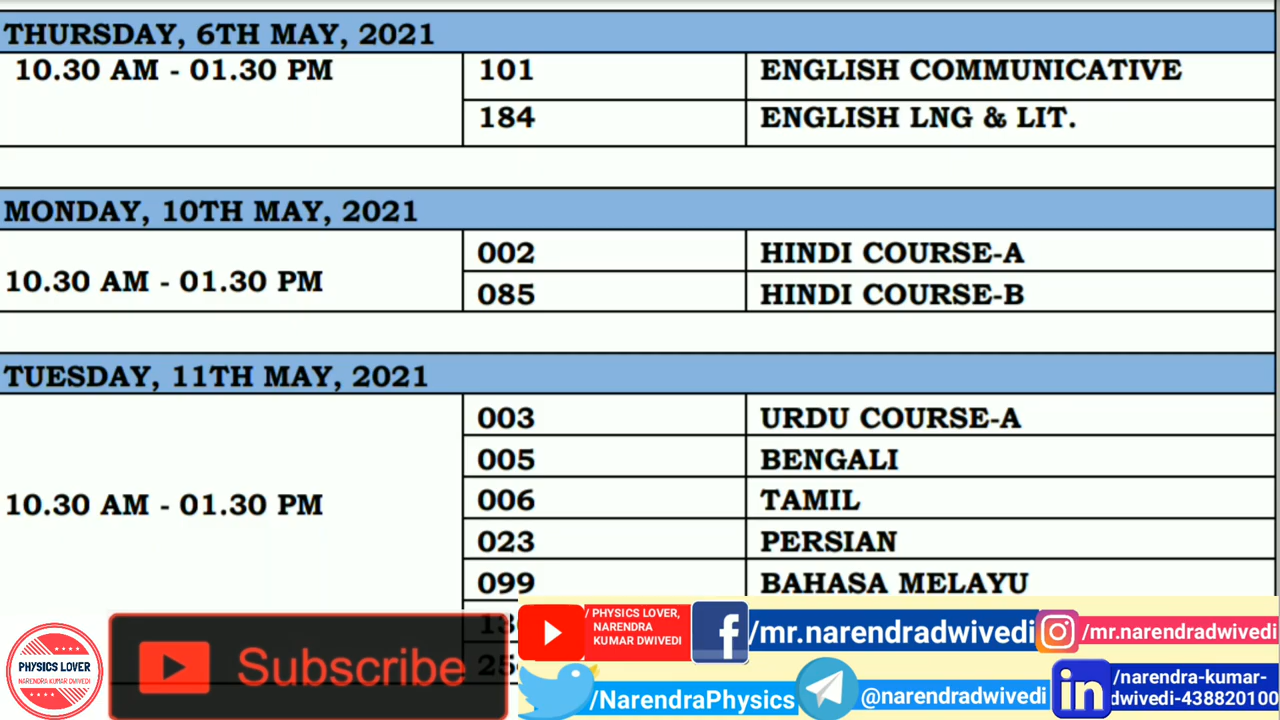 THURSDAY, 6TH MAY, 2021
10.30 AM - 01.30 PM 101 ENGLISH COMMUNICATIVE
184 ENGLISH LNG & LIT.
MONDAY, 10TH MAY, 2021
002 HINDI COURSE-A
10.30 AM - 01.30 PM
085 HINDI COURSE-B
TUESDAY, 11TH MAY, 2021
003 URDU COURSE-A
005 BENGALI
006 TAMIL
10.30 AM - 01.30 PM
023 PERSIAN
099 BAHASA MELAYU
PHYSICS LOVER
NARENDRA KUMAR DWIVEDI
Subscribe
/ PHYSICS LOVER,
NARENDRA
KUMAR DWIVEDI
/mr.narendradwivedi
/mr.narendradwivedi
/NarendraPhysics
@narendradwivedi
/narendra-kumar-
dwivedi-438820100